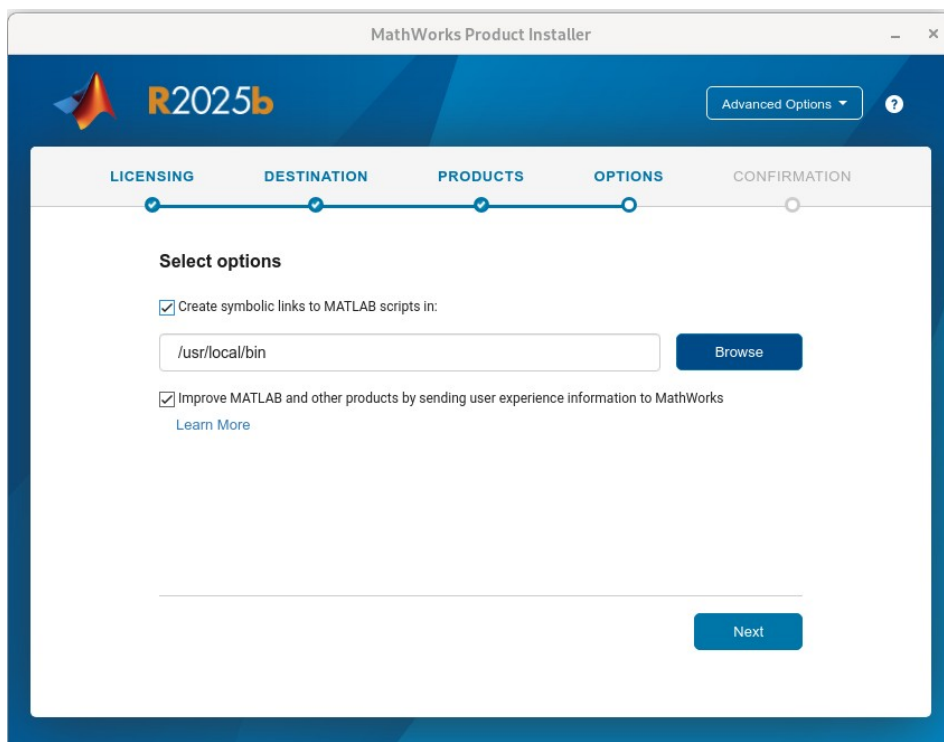 MathWorks Product Installer
R2025b
Advanced Options
?
LICENSING DESTINATION PRODUCTS OPTIONS CONFIRMATION
Select options
Create symbolic links to MATLAB scripts in:
/usr/local/bin
Browse
Improve MATLAB and other products by sending user experience information to MathWorks
Learn More
Next